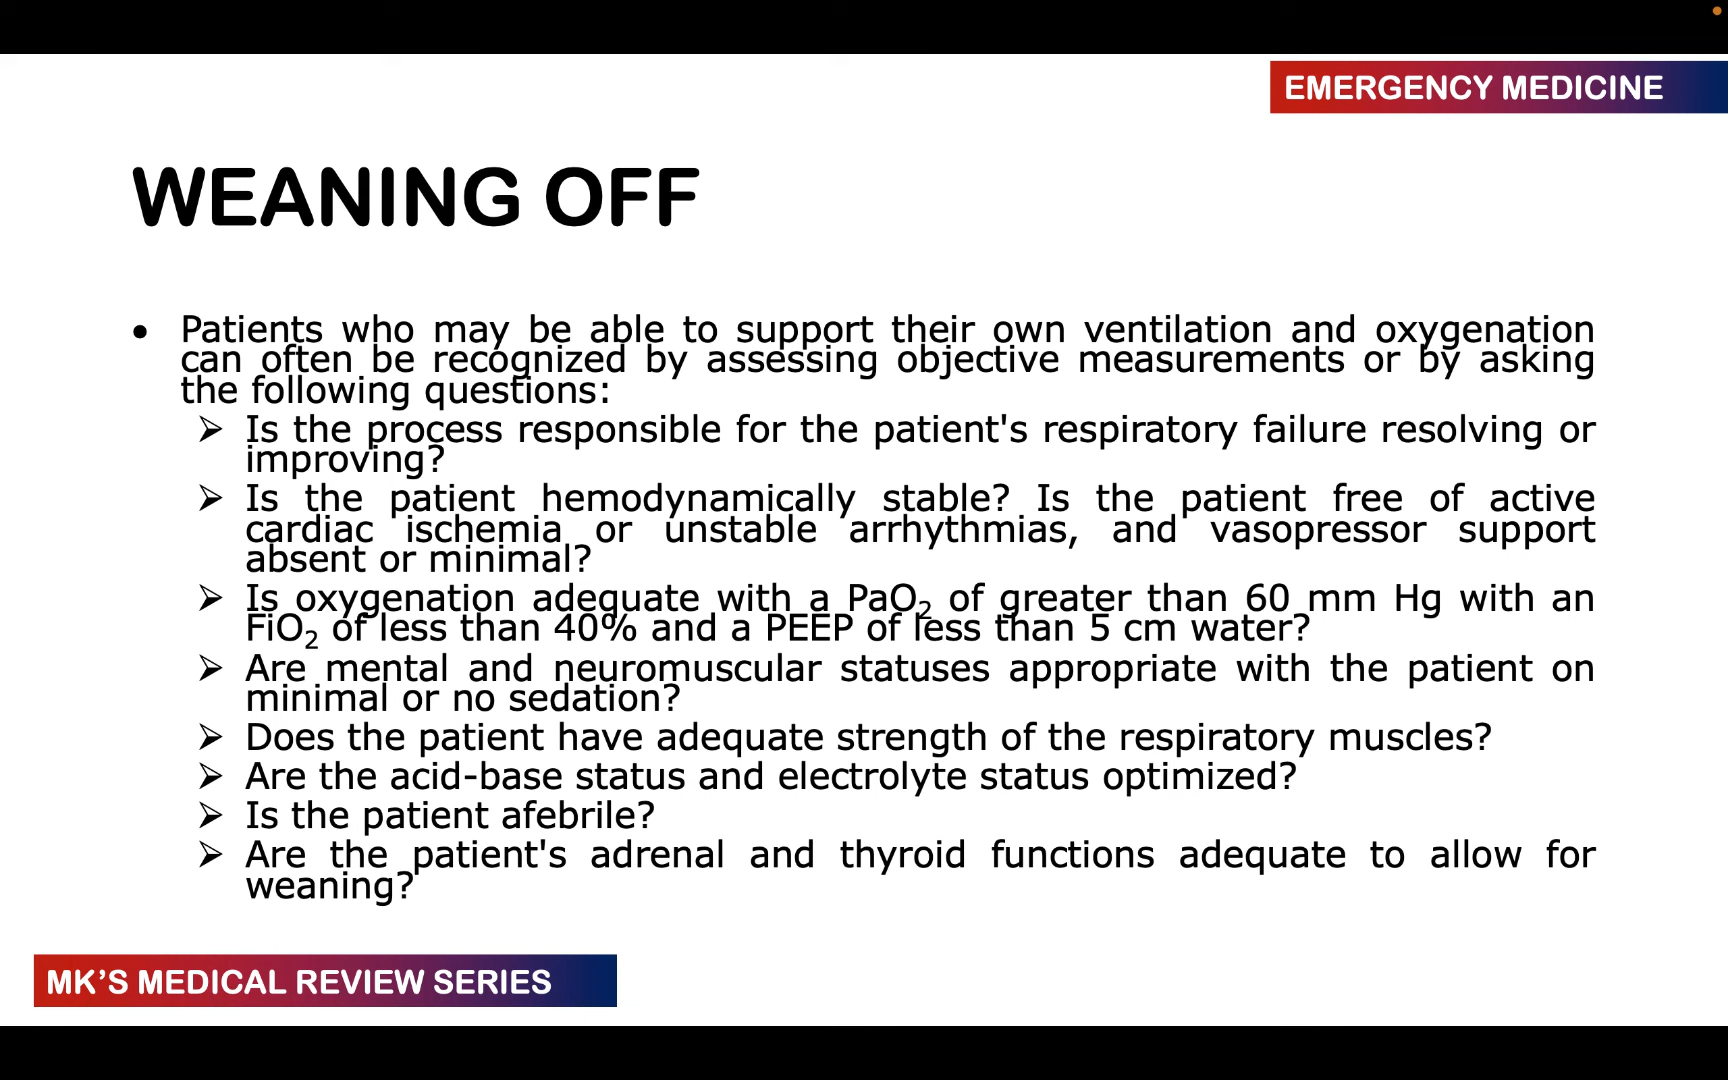 EMERGENCY MEDICINE
WEANING OFF
• Patients who may be able to support their own ventilation and oxygenation
can often be recognized by assessing objective measurements or by asking
the following questions:
➢ Is the process responsible for the patient's respiratory failure resolving or
improving?
➢ Is the patient hemodynamically stable? Is the patient free of active
cardiac ischemia or unstable arrhythmias, and vasopressor support
absent or minimal?
➢ Is oxygenation adequate with a PaO₂ of greater than 60 mm Hg with an
FiO₂ of less than 40% and a PEEP of less than 5 cm water?
➢ Are mental and neuromuscular statuses appropriate with the patient on
minimal or no sedation?
➢ Does the patient have adequate strength of the respiratory muscles?
➢ Are the acid-base status and electrolyte status optimized?
➢ Is the patient afebrile?
➢ Are the patient's adrenal and thyroid functions adequate to allow for
weaning?
MK’S MEDICAL REVIEW SERIES